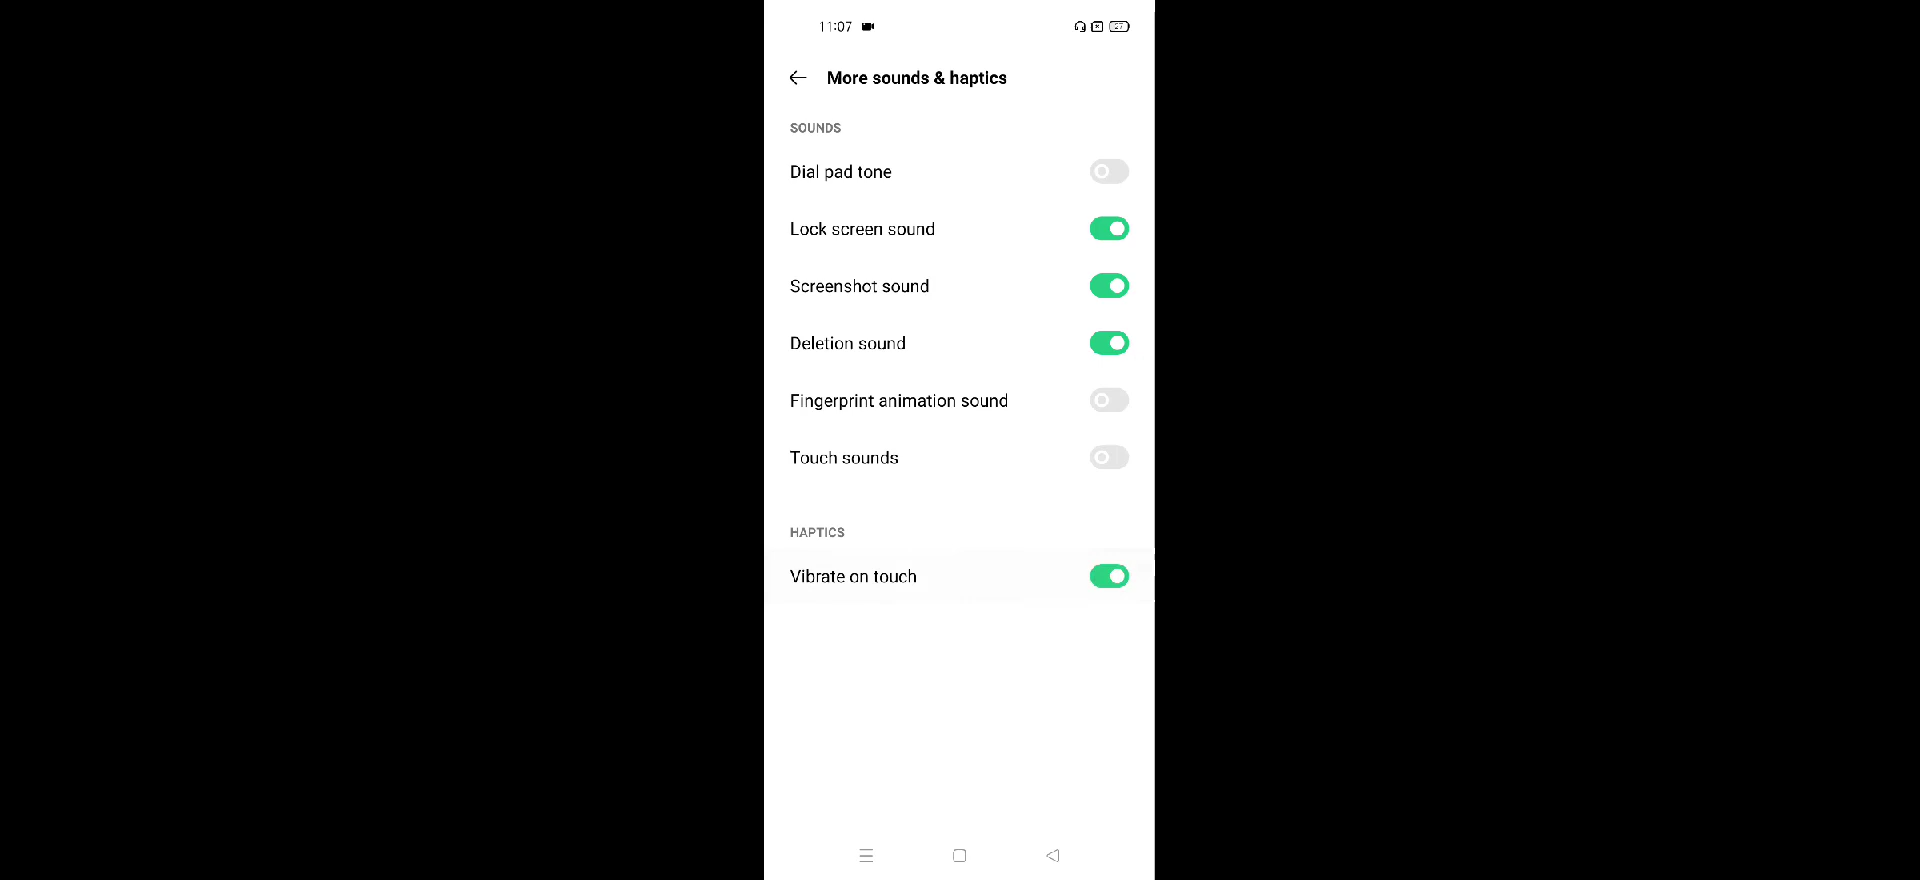 11:07
27
More sounds & haptics
SOUNDS
Dial pad tone
Lock screen sound
Screenshot sound
Deletion sound
Fingerprint animation sound
Touch sounds
HAPTICS
Vibrate on touch